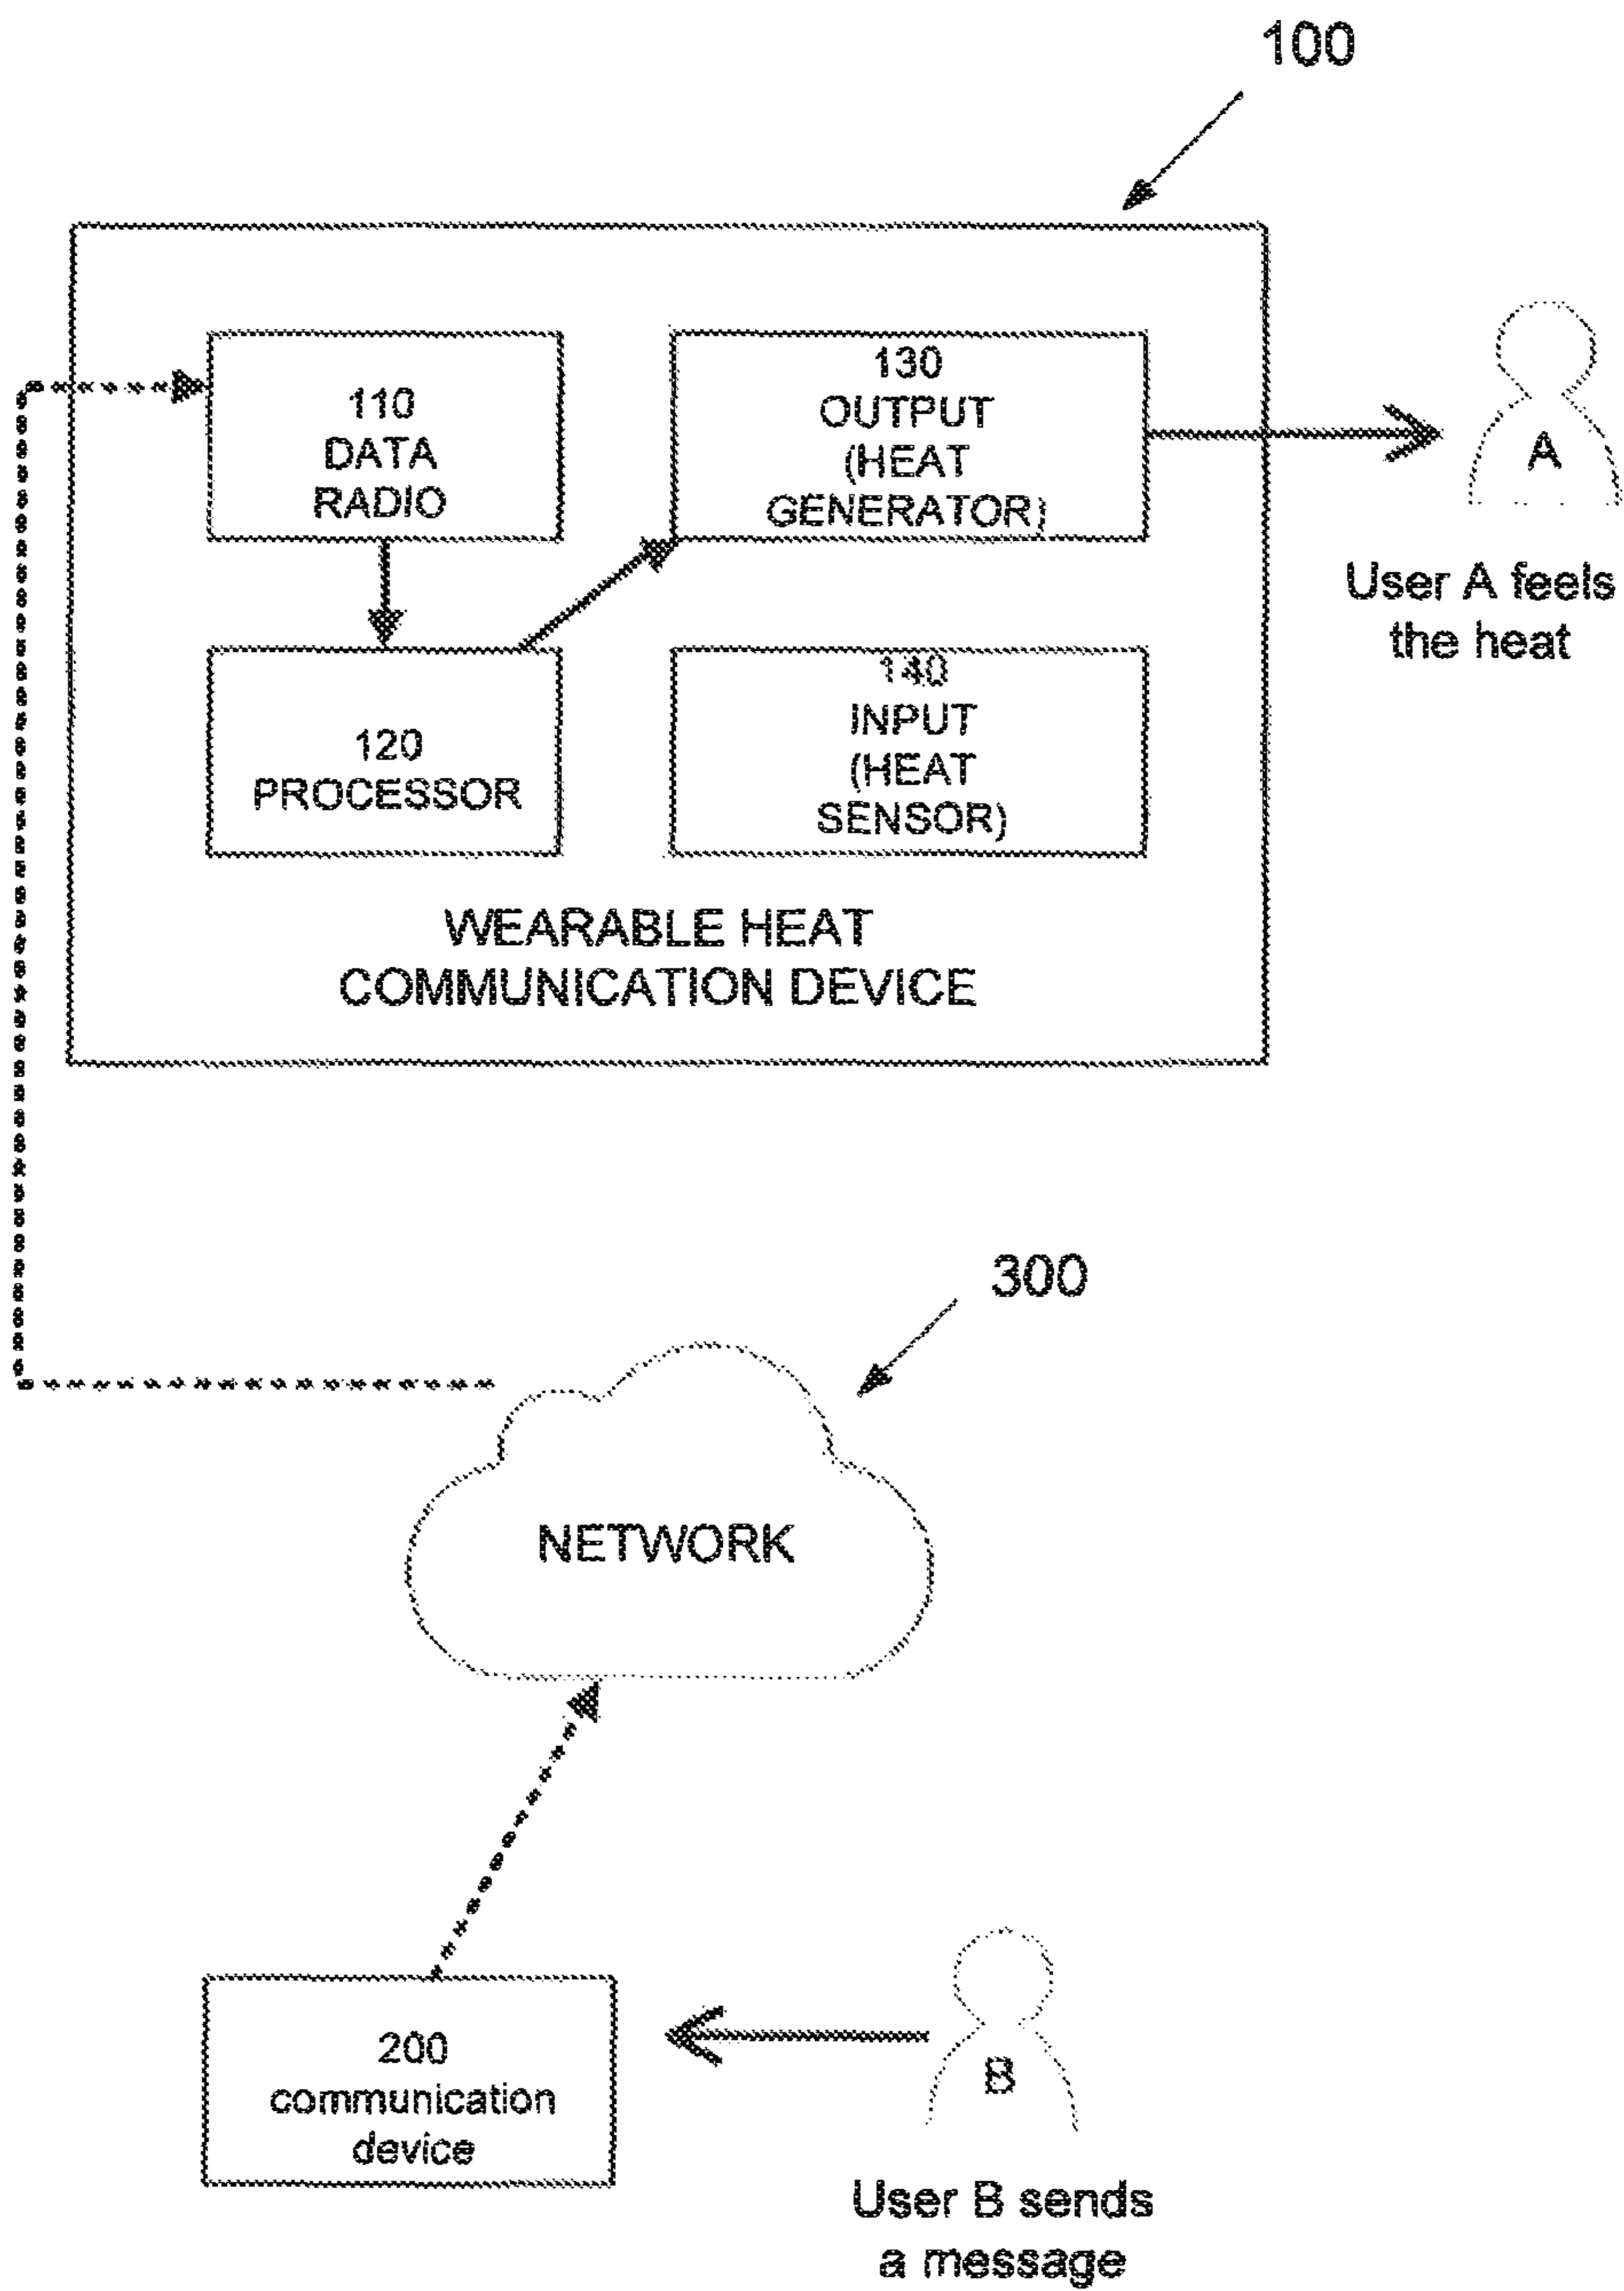 100
110
DATA
RADIO
130
OUTPUT
(HEAT
GENERATOR)
A
User A feels
the heat
120
PROCESSOR
140
INPUT
(HEAT
SENSOR)
WEARABLE HEAT
COMMUNICATION DEVICE
300
NETWORK
200
communication
device
B
User B sends
a message